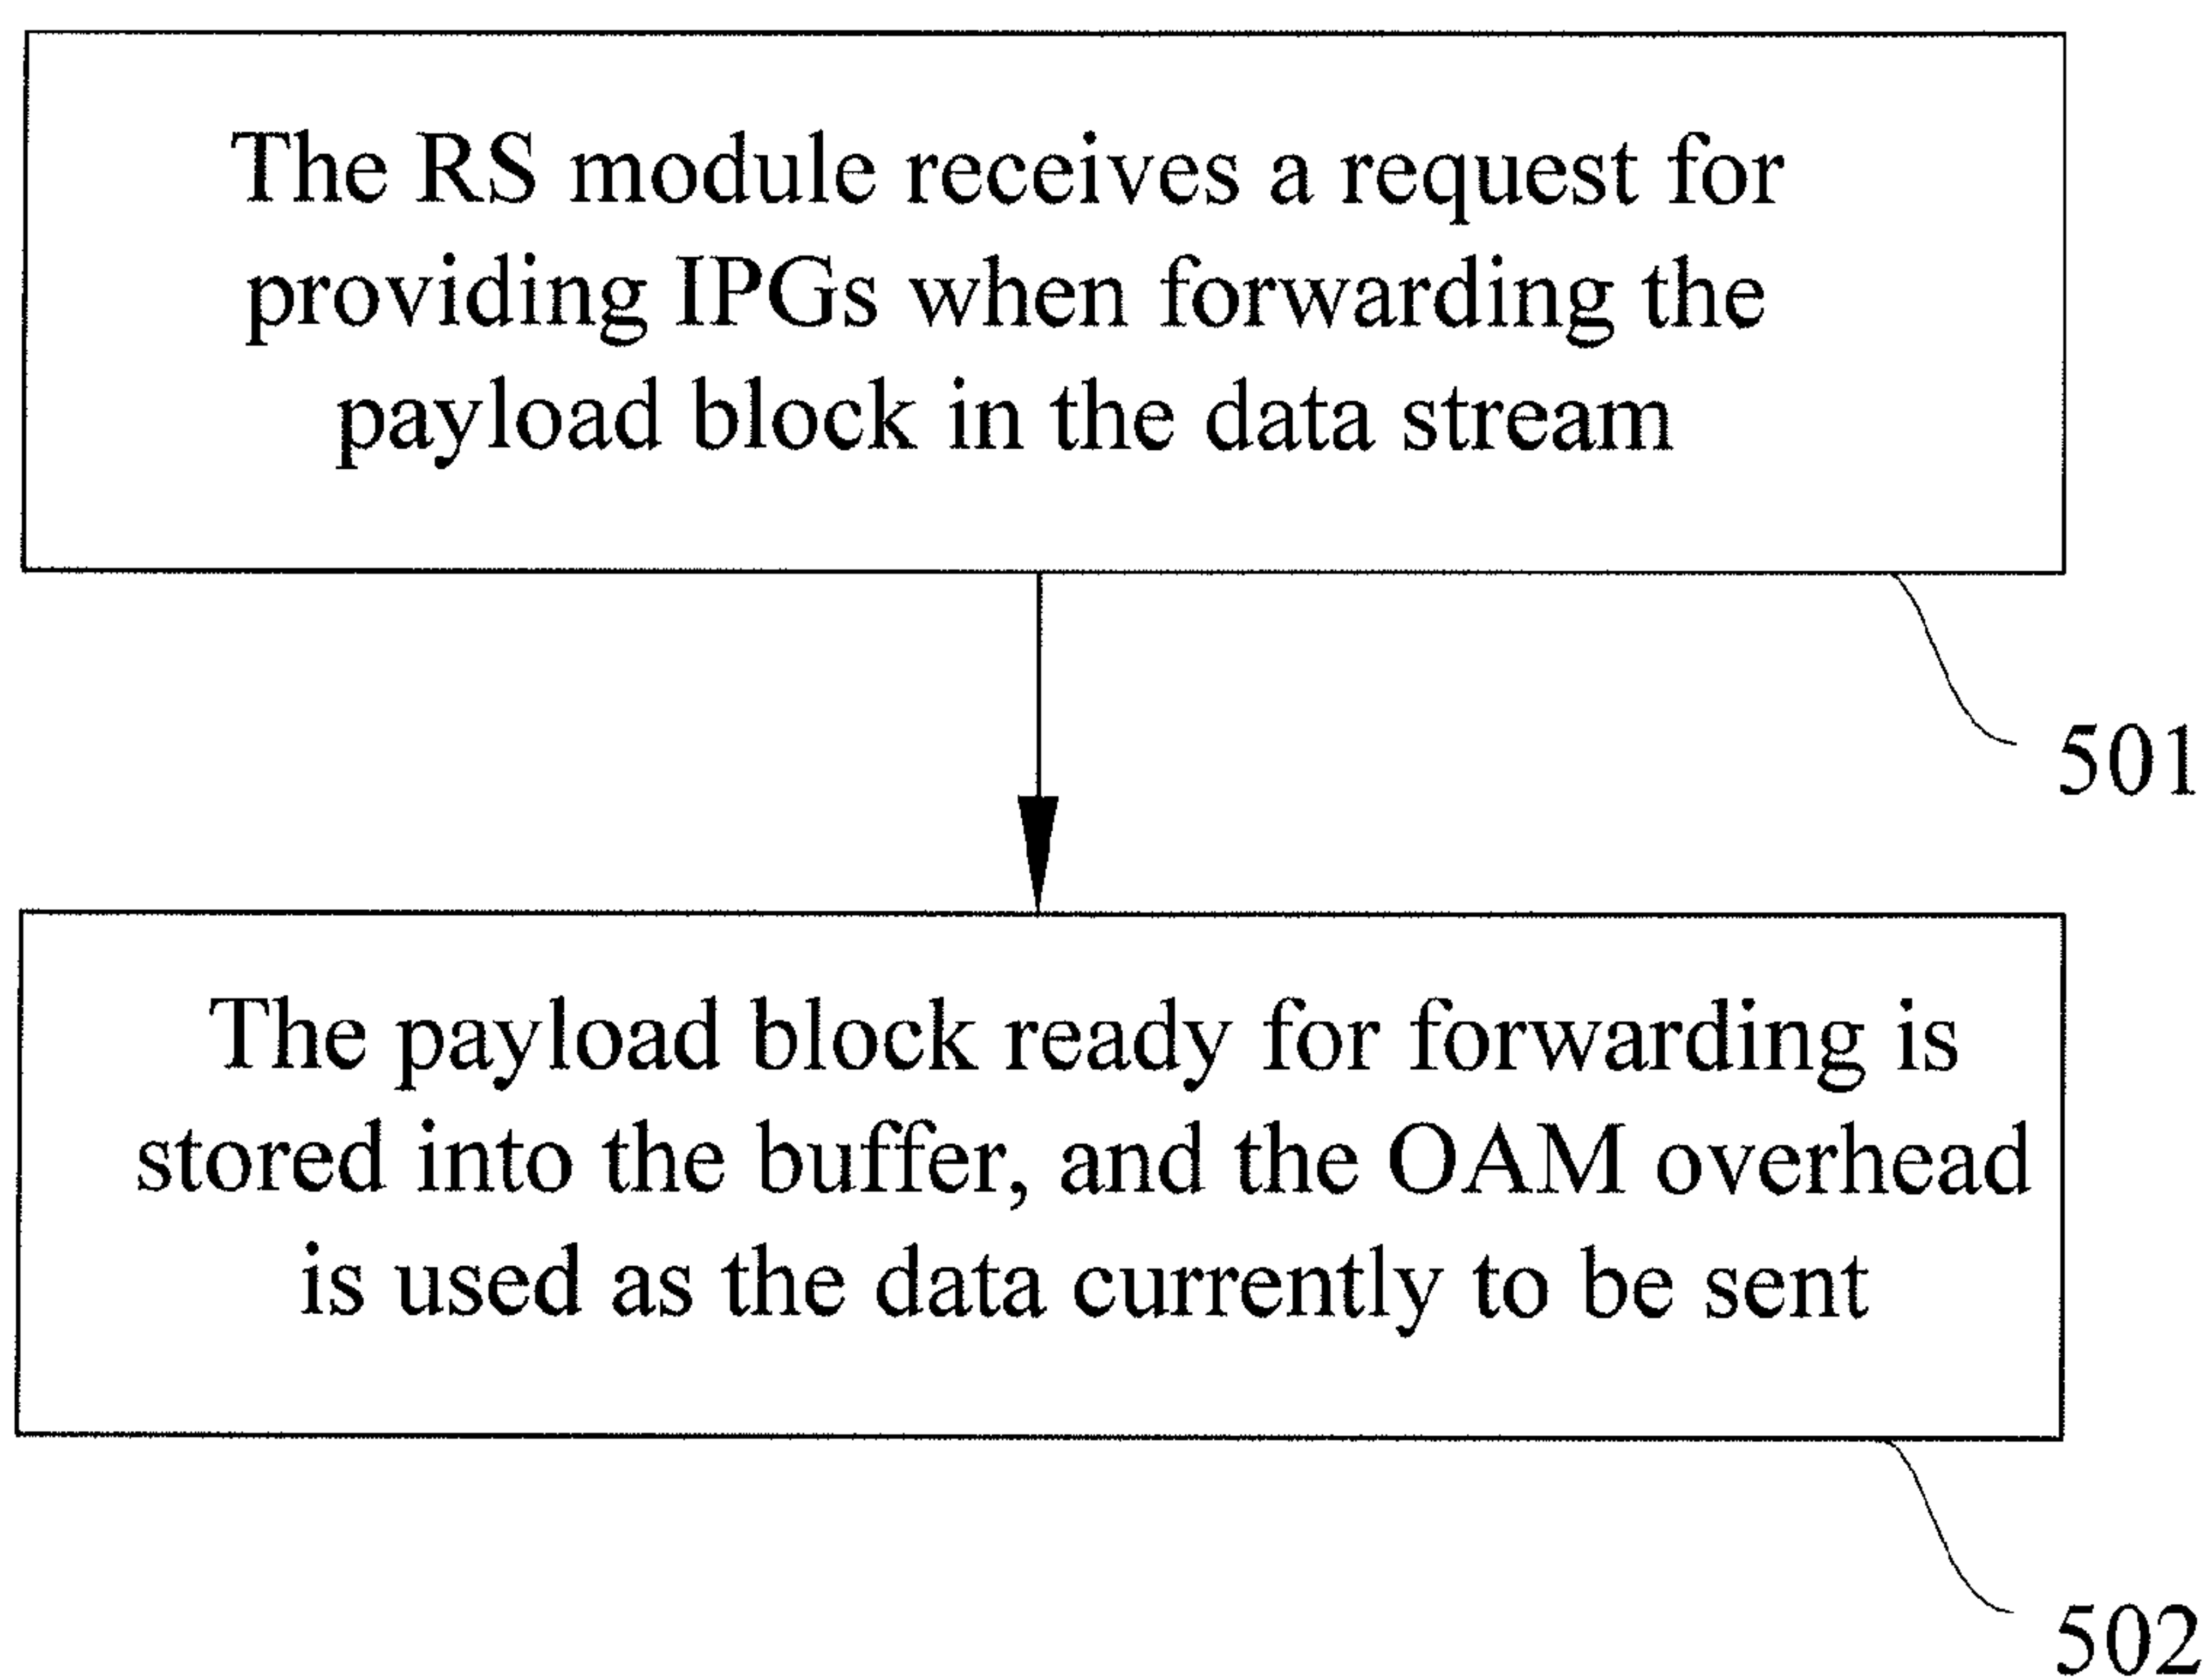 The RS module receives a request for
providing IPGs when forwarding the
payload block in the data stream
501
The payload block ready for forwarding is
stored into the buffer, and the OAM overhead
is used as the data currently to be sent
502